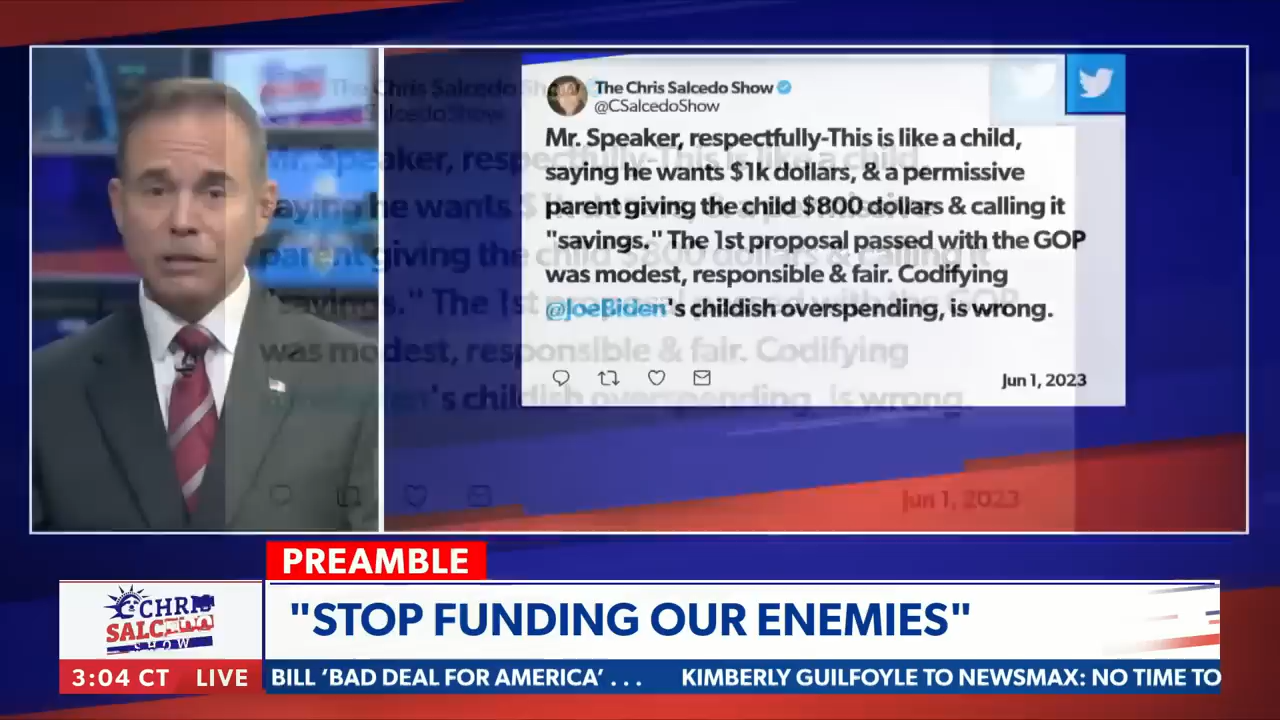 The Chris Salcedo Show
@CSalcedoShow
Mr. Speaker, respectfully-This is like a child,
saying he wants $1k dollars, & a permissive
parent giving the child $800 dollars & calling it
"savings." The 1st proposal passed with the GOP
was modest, responsible & fair. Codifying
@JoeBiden's childish overspending, is wrong.
Jun 1, 2023
Jun 1, 2023
PREAMBLE
"STOP FUNDING OUR ENEMIES"
CHRIS
SALCEDO
SHOW
3:04 CT LIVE
BILL 'BAD DEAL FOR AMERICA' . . . KIMBERLY GUILFOYLE TO NEWSMAX: NO TIME TO